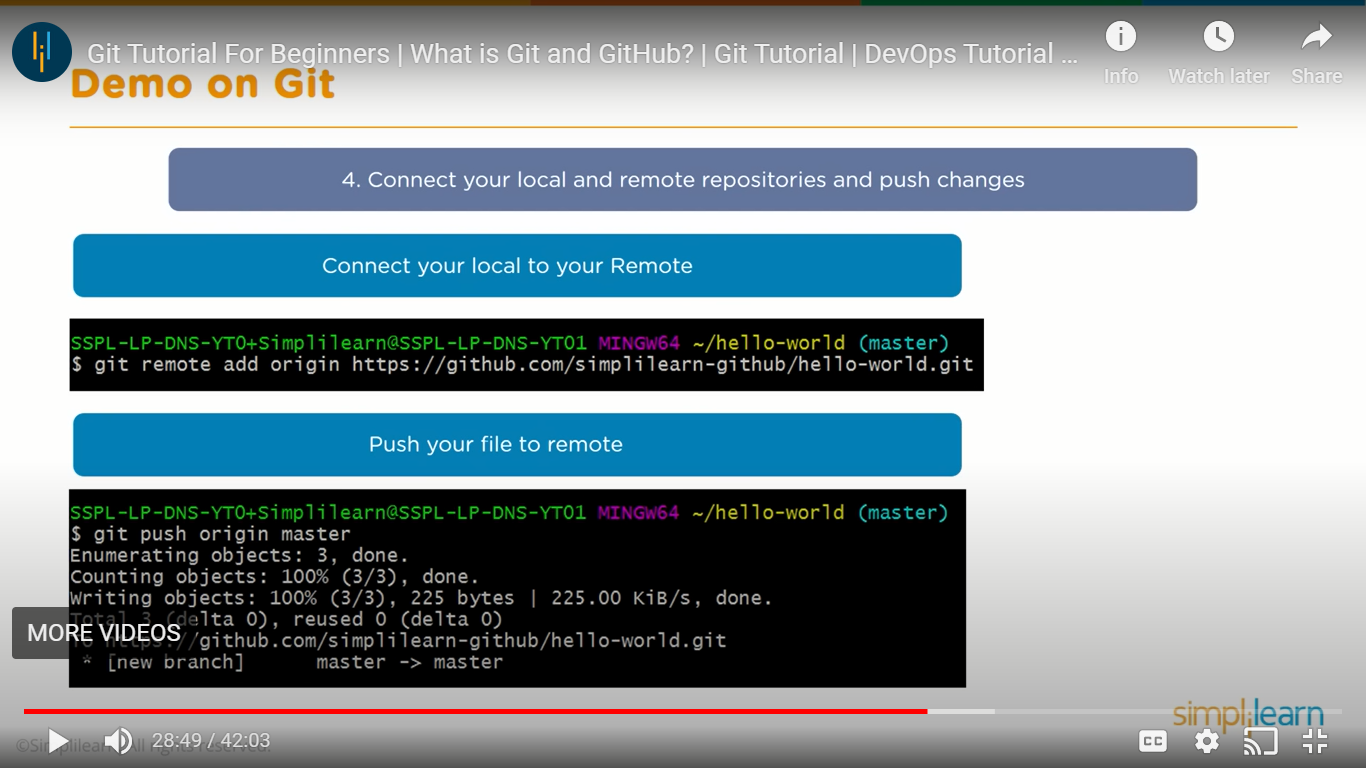 Git Tutorial For Beginners | What is Git and GitHub? | Git Tutorial | DevOps Tutorial ...
Info
Watch later
Share
Demo on Git
4. Connect your local and remote repositories and push changes
Connect your local to your Remote
SSPL-LP-DNS-YT0+Simplilearn@SSPL-LP-DNS-YT01 MINGW64 ~/hello-world (master)
$ git remote add origin https://github.com/simplilearn-github/hello-world.git
Push your file to remote
SSPL-LP-DNS-YT0+Simplilearn@SSPL-LP-DNS-YT01 MINGW64 ~/hello-world (master)
$ git push origin master
Enumerating objects: 3, done.
Counting objects: 100% (3/3), done.
Writing objects: 100% (3/3), 225 bytes | 225.00 KiB/s, done.
Total 3 (delta 0), reused 0 (delta 0)
MORE VIDEOS
To https://github.com/simplilearn-github/hello-world.git
* [new branch] master -> master
simplilearn
©Simplilearn. All rights reserved.
28:49 / 42:03
CC